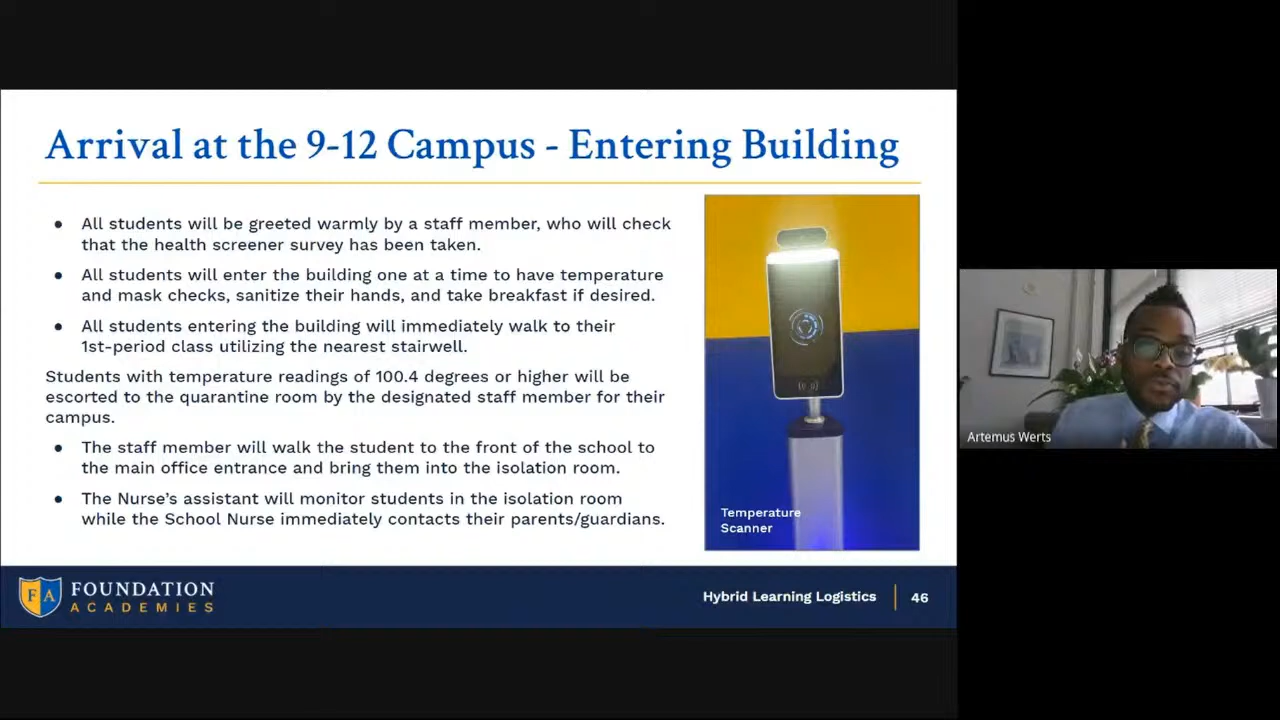 Arrival at the 9-12 Campus - Entering Building
● All students will be greeted warmly by a staff member, who will check
that the health screener survey has been taken.
● All students will enter the building one at a time to have temperature
and mask checks, sanitize their hands, and take breakfast if desired.
● All students entering the building will immediately walk to their
1st-period class utilizing the nearest stairwell.
Students with temperature readings of 100.4 degrees or higher will be
escorted to the quarantine room by the designated staff member for their
campus.
● The staff member will walk the student to the front of the school to
the main office entrance and bring them into the isolation room.
● The Nurse’s assistant will monitor students in the isolation room
while the School Nurse immediately contacts their parents/guardians.
Temperature
Scanner
FA
FOUNDATION
ACADEMIES
Hybrid Learning Logistics
46
Artemus Werts